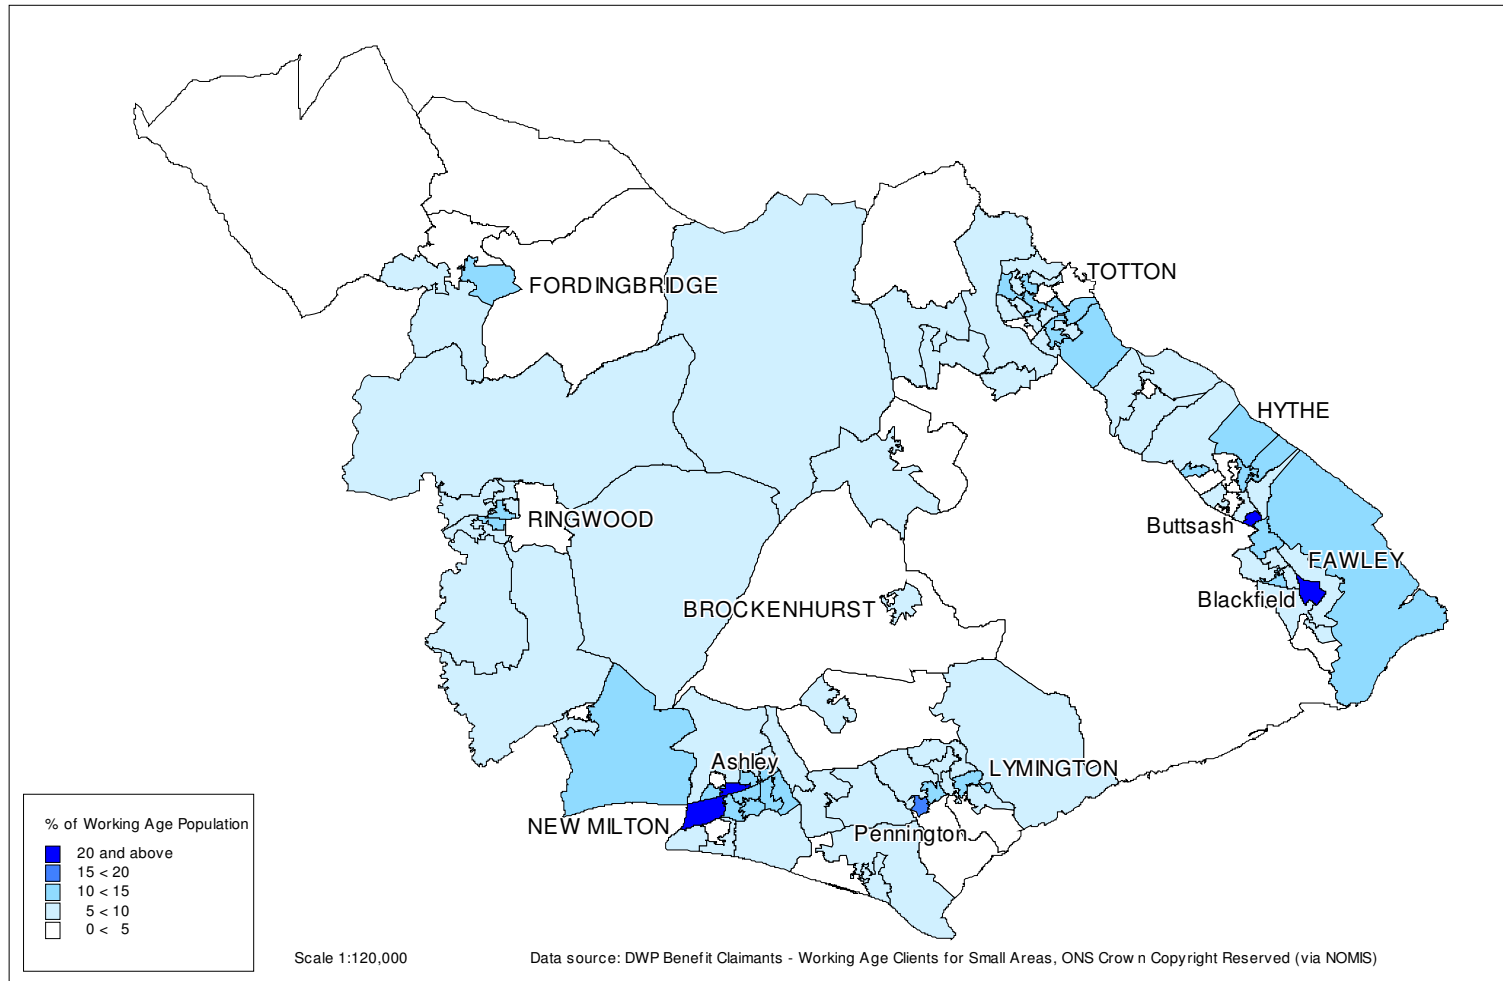 TOTTON
FORDINGBRIDGE
HYTHE
RINGWOOD
Buttsash
FAWLEY
Blackfield
BROCKENHURST
Ashley
LYMINGTON
NEW MILTON
Pennington
% of Working Age Population
20 and above
15 < 20
10 < 15
5 < 10
0 < 5
Scale 1:120,000
Data source: DWP Benefit Claimants - Working Age Clients for Small Areas, ONS Crown Copyright Reserved (via NOMIS)